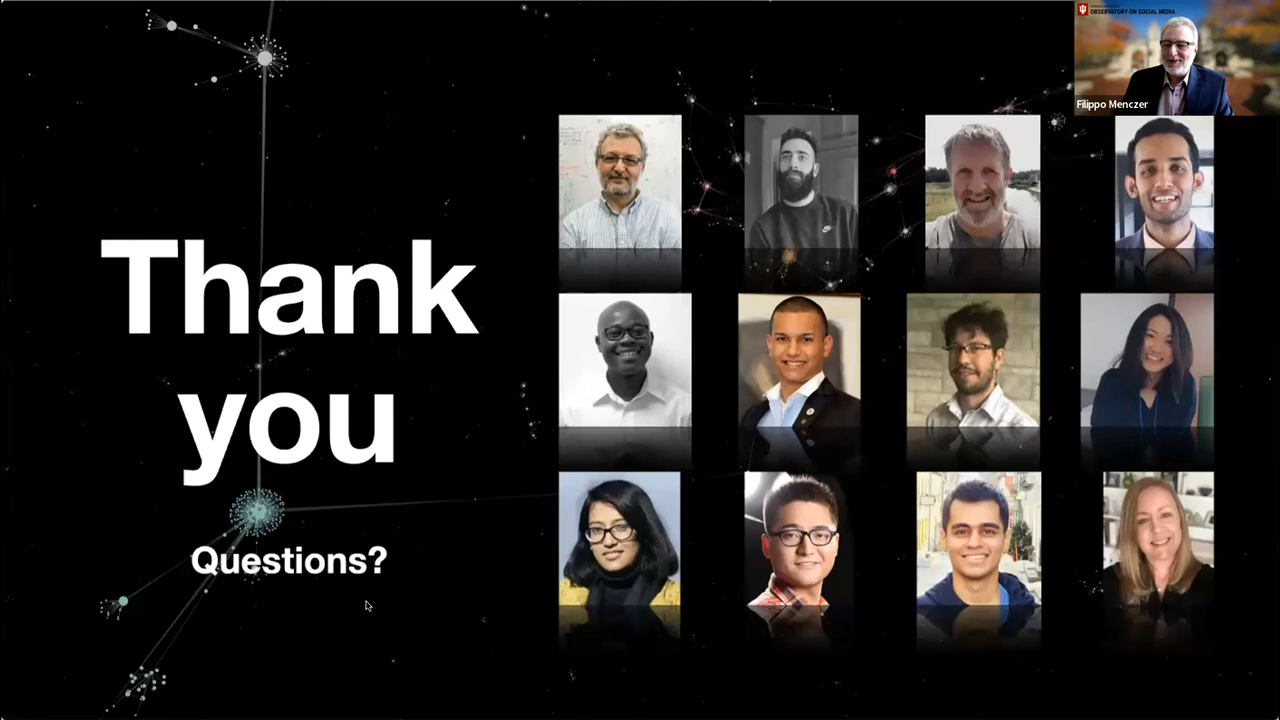 OBSERVATORY ON SOCIAL MEDIA
Filippo Menczer
Thank
you
Questions?